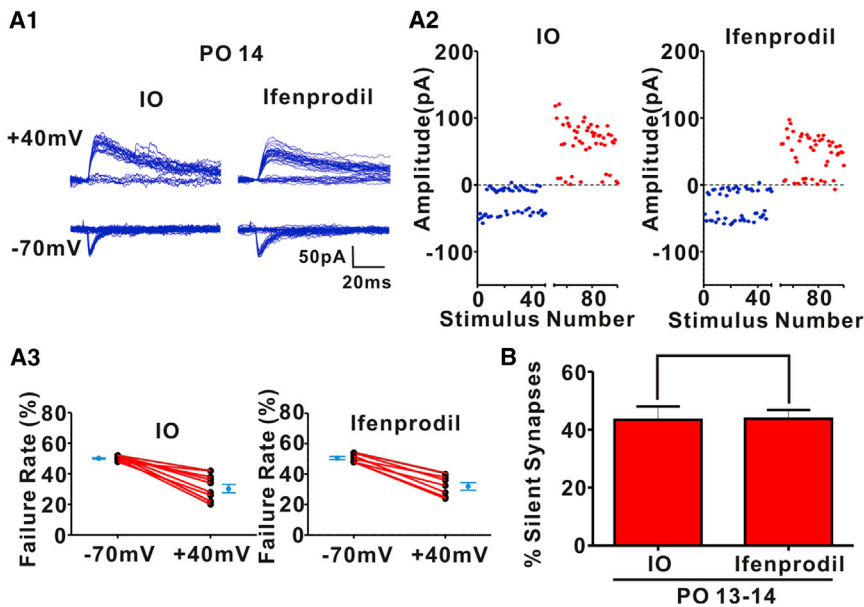 A1
PO 14
IO Ifenprodil
+40mV
-70mV
50pA
20ms
A2
IO Ifenprodil
Amplitude(pA) Amplitude(pA)
200 200
100 100
0 0
-100 -100
0 40 80 0 40 80
Stimulus Number Stimulus Number
A3
IO Ifenprodil
Failure Rate (%) Failure Rate (%)
80 80
60 60
40 40
20 20
0 0
-70mV +40mV -70mV +40mV
B
% Silent Synapses
60
40
20
0
IO Ifenprodil
PO 13-14